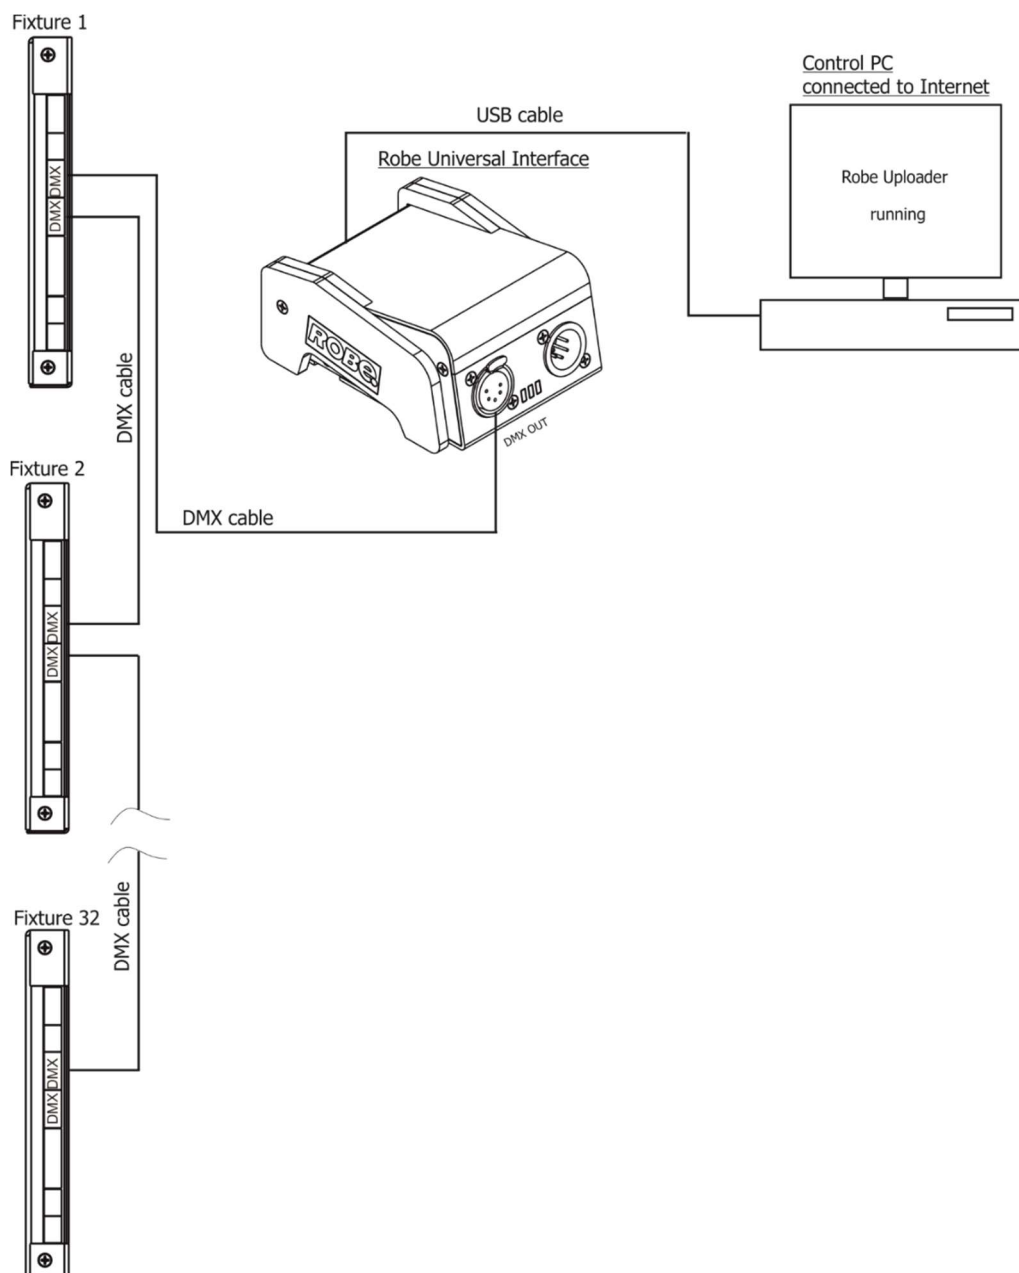 Fixture 1
DMX
DMX
DMX cable
Control PC
connected to Internet
Robe Uploader
running
USB cable
Robe Universal Interface
ROBE
DMX OUT
DMX cable
Fixture 2
DMX
DMX
DMX cable
Fixture 32
DMX
DMX